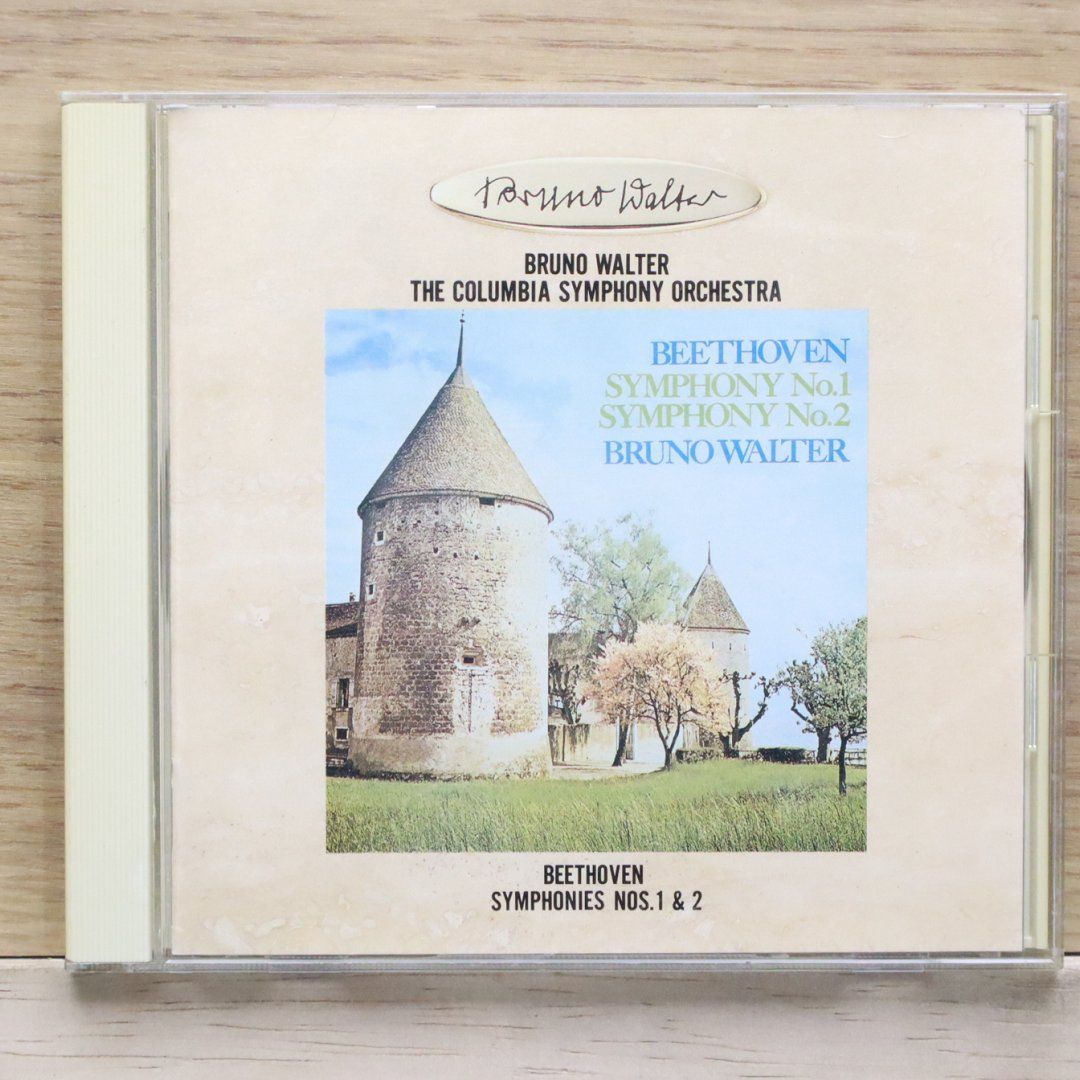 Bruno Walter
BRUNO WALTER
THE COLUMBIA SYMPHONY ORCHESTRA
BEETHOVEN
SYMPHONY No.1
SYMPHONY No.2
BRUNO WALTER
BEETHOVEN
SYMPHONIES NOS.1 & 2